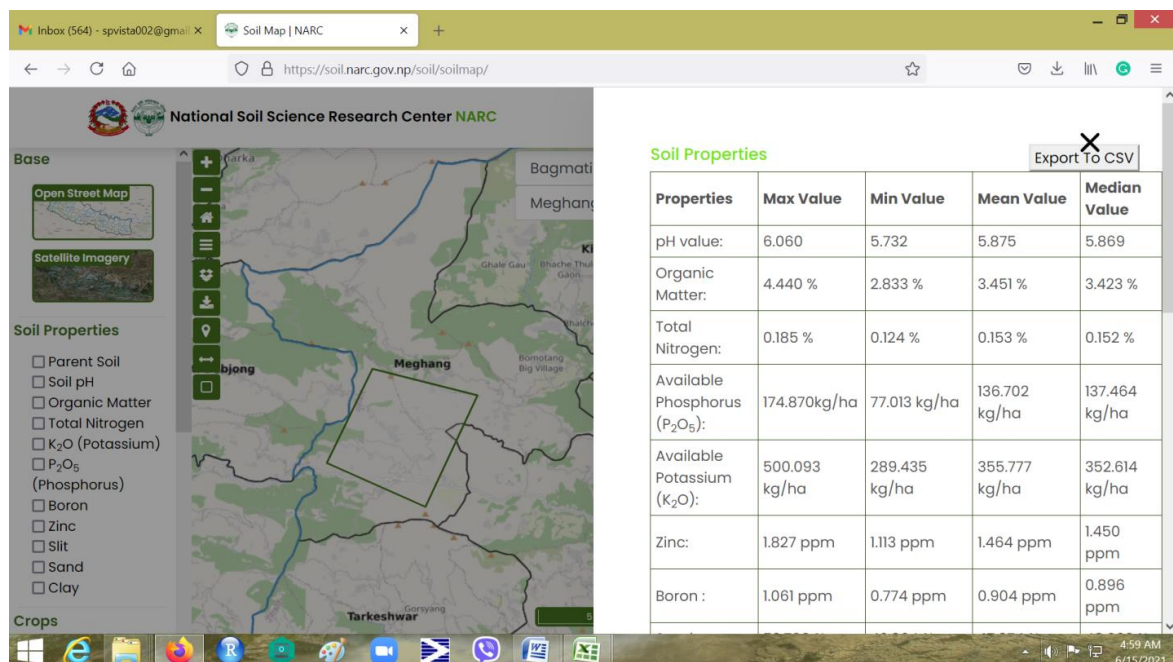 Inbox (564) - spvista002@gmail
Soil Map | NARC
https://soil.narc.gov.np/soil/soilmap/
National Soil Science Research Center NARC
Base
Open Street Map
Satellite Imagery
Soil Properties
Parent Soil
Soil pH
Organic Matter
Total Nitrogen
K₂O (Potassium)
P₂O₅
(Phosphorus)
Boron
Zinc
Slit
Sand
Clay
Crops
Bagmati
Meghang
Ghale Gau
Bhache Thul
Gaon
Meghang
Bomotang
Big Village
bjong
Gorsyang
Tarkeshwar
Soil Properties
Export To CSV
Properties Max Value Min Value Mean Value Median Value
pH value: 6.060 5.732 5.875 5.869
Organic Matter: 4.440 % 2.833 % 3.451 % 3.423 %
Total Nitrogen: 0.185 % 0.124 % 0.153 % 0.152 %
Available Phosphorus (P₂O₅): 174.870kg/ha 77.013 kg/ha 136.702 kg/ha 137.464 kg/ha
Available Potassium (K₂O): 500.093 kg/ha 289.435 kg/ha 355.777 kg/ha 352.614 kg/ha
Zinc: 1.827 ppm 1.113 ppm 1.464 ppm 1.450 ppm
Boron : 1.061 ppm 0.774 ppm 0.904 ppm 0.896 ppm
4:59 AM
6/15/2021